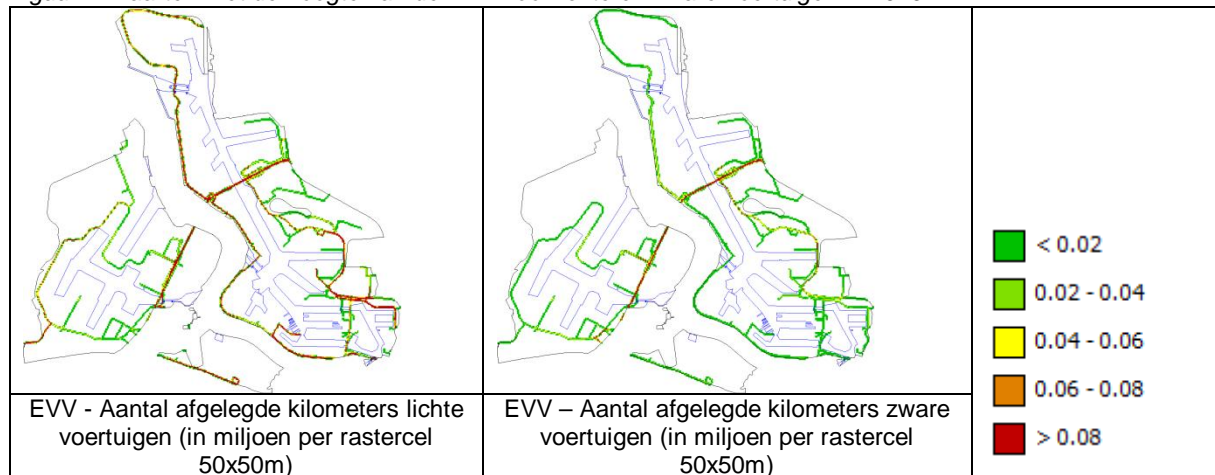 EVV - Aantal afgelegde kilometers lichte
voertuigen (in miljoen per rastercel
50x50m)
EVV – Aantal afgelegde kilometers zware
voertuigen (in miljoen per rastercel
50x50m)
< 0.02
0.02 - 0.04
0.04 - 0.06
0.06 - 0.08
> 0.08